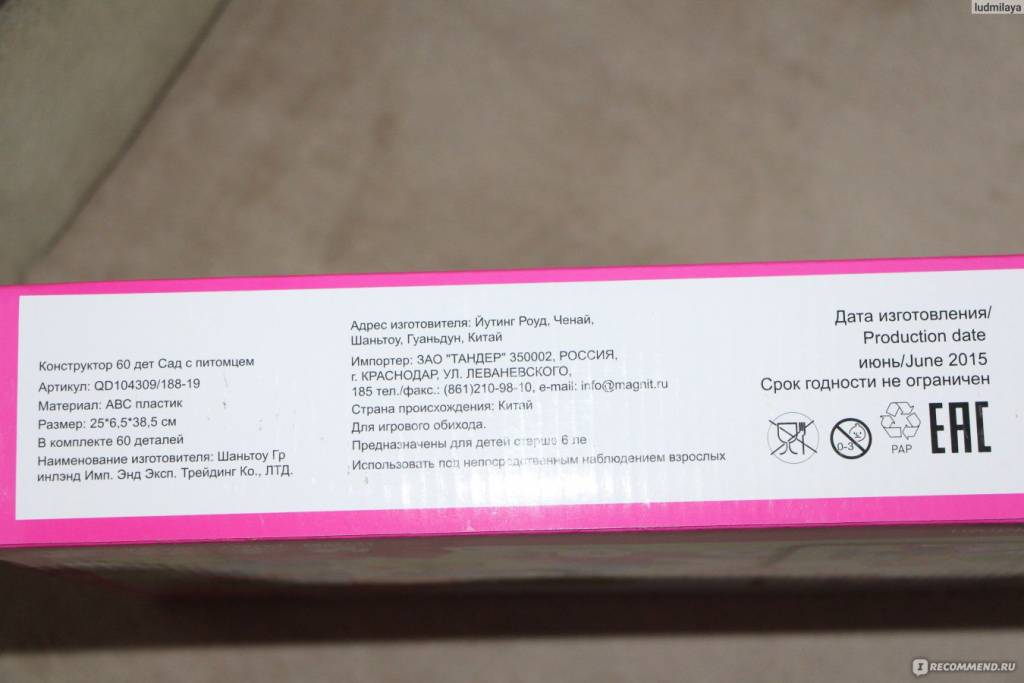 ludmilaya
Конструктор 60 дет Сад с питомцем
Артикул: QD104309/188-19
Материал: АВС пластик
Размер: 25*6,5*38,5 см
В комплекте 60 деталей
Наименование изготовителя: Шаньтоу Гр
инлэнд Имп. Энд Эксп. Трейдинг Ко., ЛТД.
Адрес изготовителя: Йутинг Роуд, Ченай,
Шаньтоу, Гуаньдун, Китай
Импортер: ЗАО "ТАНДЕР" 350002, РОССИЯ,
г. КРАСНОДАР, УЛ. ЛЕВАНЕВСКОГО,
185 тел./факс.: (861)210-98-10, e-mail: info@magnit.ru
Страна происхождения: Китай
Для игрового обихода.
Предназначены для детей старше 6 ле
Использовать под непосредственным наблюдением взрослых
Дата изготовления/
Production date
июнь/June 2015
Срок годности не ограничен
0-3
PAP
EAC
IRECOMMEND.RU